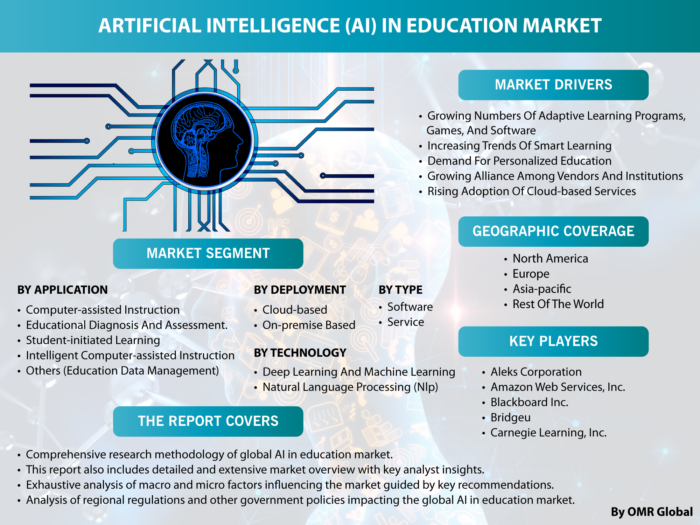 ARTIFICIAL INTELLIGENCE (AI) IN EDUCATION MARKET
MARKET DRIVERS
• Growing Numbers Of Adaptive Learning Programs,
Games, And Software
• Increasing Trends Of Smart Learning
• Demand For Personalized Education
• Growing Alliance Among Vendors And Institutions
• Rising Adoption Of Cloud-based Services
GEOGRAPHIC COVERAGE
• North America
• Europe
• Asia-pacific
• Rest Of The World
MARKET SEGMENT
BY APPLICATION
• Computer-assisted Instruction
• Educational Diagnosis And Assessment.
• Student-initiated Learning
• Intelligent Computer-assisted Instruction
• Others (Education Data Management)
BY DEPLOYMENT
• Cloud-based
• On-premise Based
BY TYPE
• Software
• Service
BY TECHNOLOGY
• Deep Learning And Machine Learning
• Natural Language Processing (Nlp)
KEY PLAYERS
• Aleks Corporation
• Amazon Web Services, Inc.
• Blackboard Inc.
• Bridgeu
• Carnegie Learning, Inc.
THE REPORT COVERS
• Comprehensive research methodology of global AI in education market.
• This report also includes detailed and extensive market overview with key analyst insights.
• Exhaustive analysis of macro and micro factors influencing the market guided by key recommendations.
• Analysis of regional regulations and other government policies impacting the global AI in education market.
By OMR Global